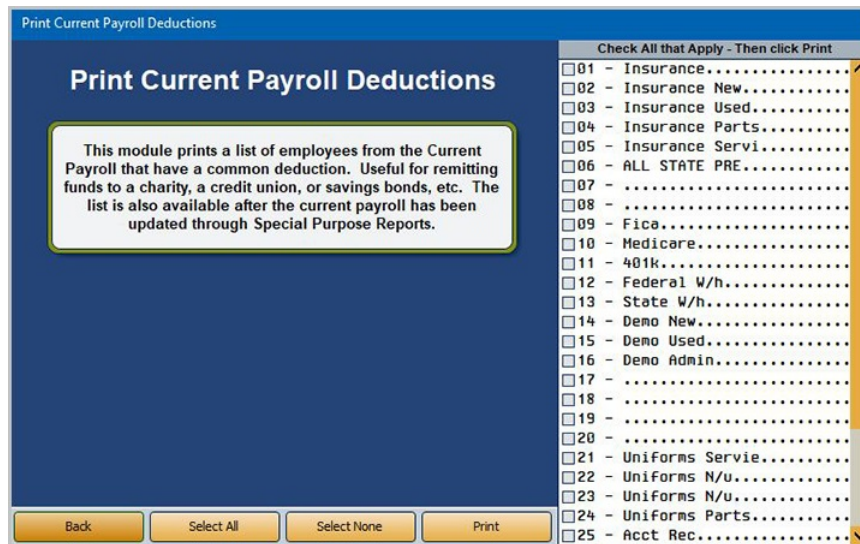 Print Current Payroll Deductions
Print Current Payroll Deductions
This module prints a list of employees from the Current
Payroll that have a common deduction. Useful for remitting
funds to a charity, a credit union, or savings bonds, etc. The
list is also available after the current payroll has been
updated through Special Purpose Reports.
Back
Select All
Select None
Print
Check All that Apply - Then click Print
01 - Insurance................
02 - Insurance New............
03 - Insurance Used...........
04 - Insurance Parts..........
05 - Insurance Servi..........
06 - ALL STATE PRE............
07 - .........................
08 - .........................
09 - Fica.....................
10 - Medicare.................
11 - 401k.....................
12 - Federal W/h..............
13 - State W/h................
14 - Demo New.................
15 - Demo Used................
16 - Demo Admin...............
17 - .........................
18 - .........................
19 - .........................
20 - .........................
21 - Uniforms Servie..........
22 - Uniforms N/u.............
23 - Uniforms N/u.............
24 - Uniforms Parts...........
25 - Acct Rec.................